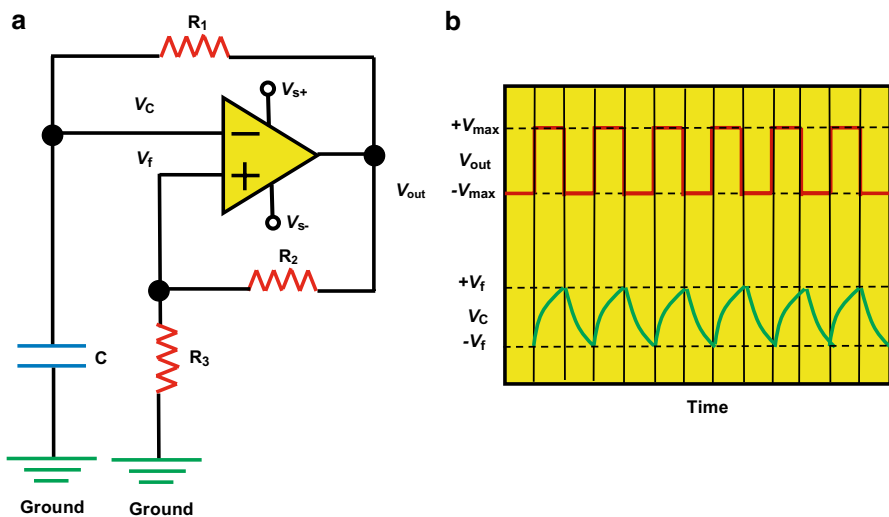 a
R1
Vs+
VC
−
Vf
+
Vout
Vs-
R2
C
R3
Ground
Ground
b
+Vmax
Vout
-Vmax
+Vf
VC
-Vf
Time